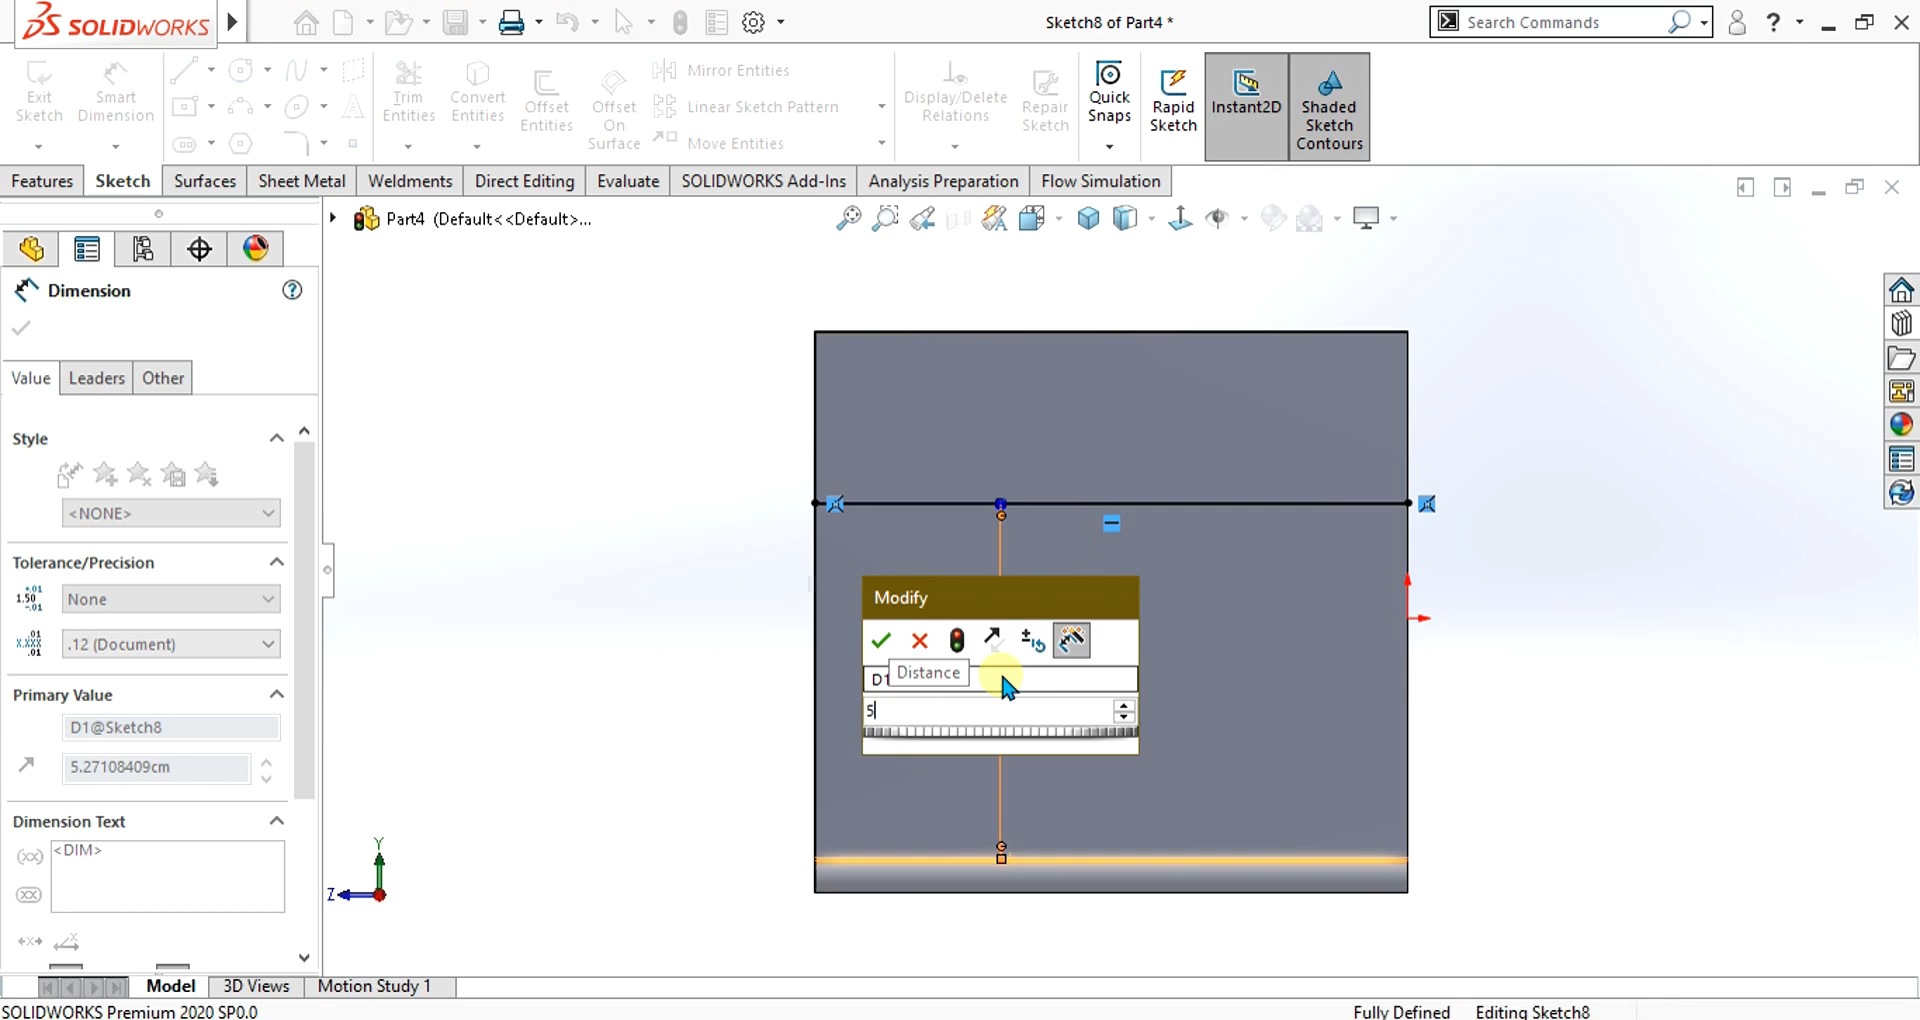 SOLIDWORKS
Sketch8 of Part4 *
Search Commands
?
Exit Sketch
Smart Dimension
Trim Entities
Convert Entities
Offset Entities
Offset On Surface
Mirror Entities
Linear Sketch Pattern
Move Entities
Display/Delete Relations
Repair Sketch
Quick Snaps
Rapid Sketch
Instant2D
Shaded Sketch Contours
Features
Sketch
Surfaces
Sheet Metal
Weldments
Direct Editing
Evaluate
SOLIDWORKS Add-Ins
Analysis Preparation
Flow Simulation
Part4 (Default<<Default>...
Dimension
?
Value
Leaders
Other
Style
<NONE>
Tolerance/Precision
None
.12 (Document)
Primary Value
D1@Sketch8
5.27108409cm
Dimension Text
<DIM>
Modify
D1
Distance
5
Y
Z
Model
3D Views
Motion Study 1
SOLIDWORKS Premium 2020 SP0.0
Fully Defined
Editing Sketch8